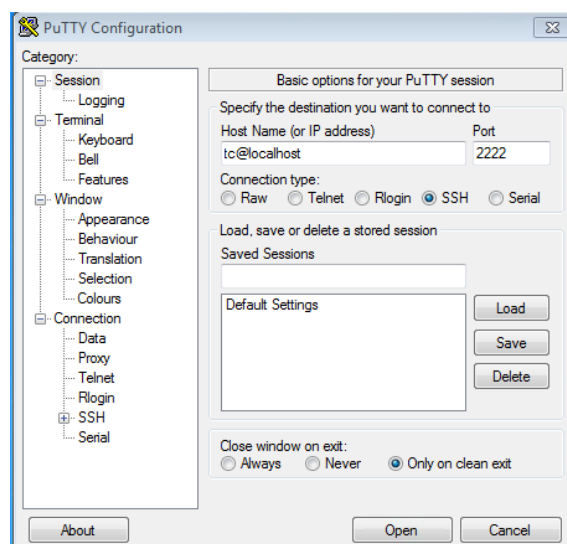 PuTTY Configuration
Category:
Session
Logging
Terminal
Keyboard
Bell
Features
Window
Appearance
Behaviour
Translation
Selection
Colours
Connection
Data
Proxy
Telnet
Rlogin
SSH
Serial
Basic options for your PuTTY session
Specify the destination you want to connect to
Host Name (or IP address) Port
tc@localhost 2222
Connection type:
Raw Telnet Rlogin SSH Serial
Load, save or delete a stored session
Saved Sessions
Default Settings
Load
Save
Delete
Close window on exit:
Always Never Only on clean exit
About Open Cancel